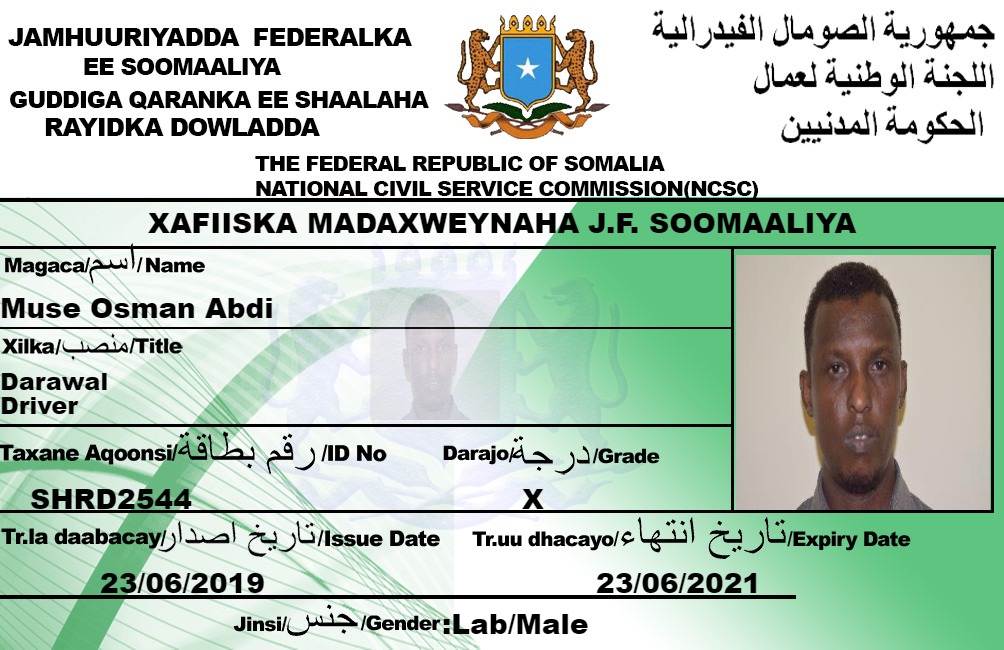 JAMHUURIYADDA FEDERALKA
EE SOOMAALIYA
GUDDIGA QARANKA EE SHAALAHA
RAYIDKA DOWLADDA
جمهورية الصومال الفيدرالية
اللجنة الوطنية لعمال
الحكومة المدنيين
THE FEDERAL REPUBLIC OF SOMALIA
NATIONAL CIVIL SERVICE COMMISSION(NCSC)
XAFIISKA MADAXWEYNAHA J.F. SOOMAALIYA
Magaca/اسم/Name
Muse Osman Abdi
Xilka/منصب/Title
Darawal
Driver
Taxane Aqoonsi/رقم بطاقة/ID No
Darajo/درجة/Grade
SHRD2544
X
Tr.la daabacay/تاريخ اصدار/Issue Date
Tr.uu dhacayo/تاريخ انتهاء/Expiry Date
23/06/2019
23/06/2021
Jinsi/جنس/Gender:Lab/Male